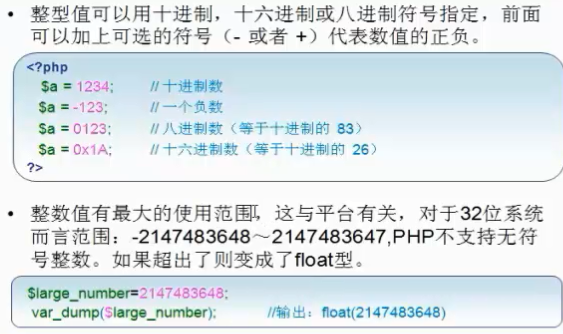 • 整型值可以用十进制，十六进制或八进制符号指定，前面
可以加上可选的符号（- 或者 +）代表数值的正负。
<?php
$a = 1234; //十进制数
$a = -123; //一个负数
$a = 0123; //八进制数（等于十进制的 83）
$a = 0x1A; //十六进制数（等于十进制的 26）
?>
• 整数值有最大的使用范围，这与平台有关，对于32位系统
而言范围：-2147483648～2147483647,PHP不支持无符
号整数。如果超出了则变成了float型。
$large_number=2147483648;
var_dump($large_number); //输出：float(2147483648)